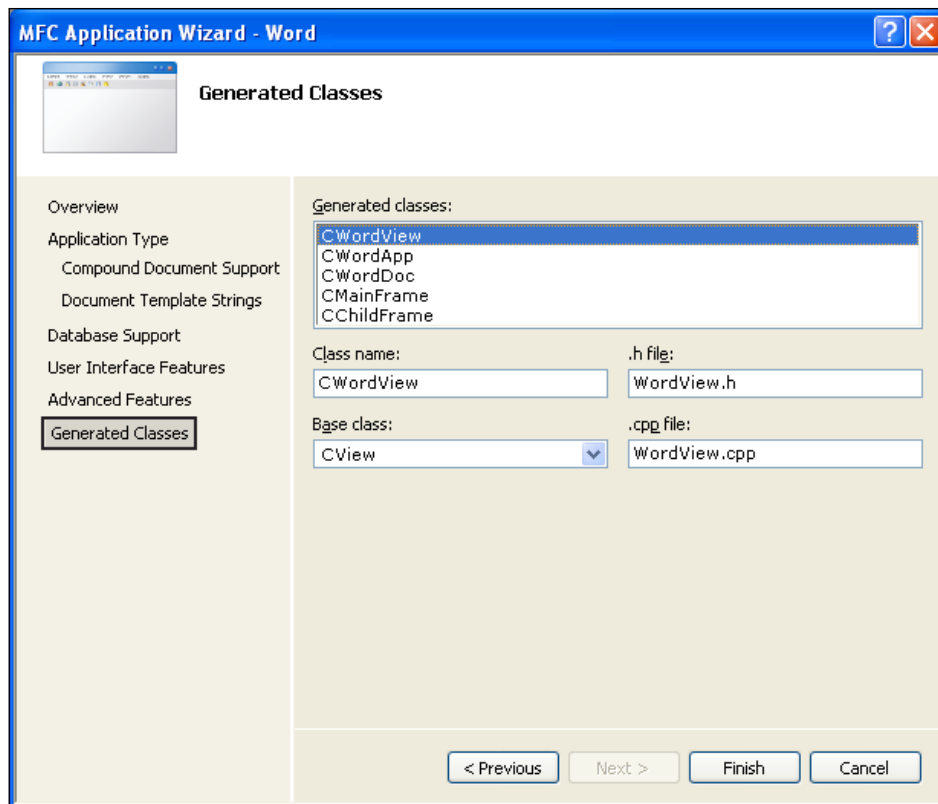 MFC Application Wizard - Word
Generated Classes
Overview
Application Type
Compound Document Support
Document Template Strings
Database Support
User Interface Features
Advanced Features
Generated Classes
Generated classes:
CWordView
CWordApp
CWordDoc
CMainFrame
CChildFrame
Class name:
.h file:
CWordView
WordView.h
Base class:
.cpp file:
CView
WordView.cpp
< Previous
Next >
Finish
Cancel